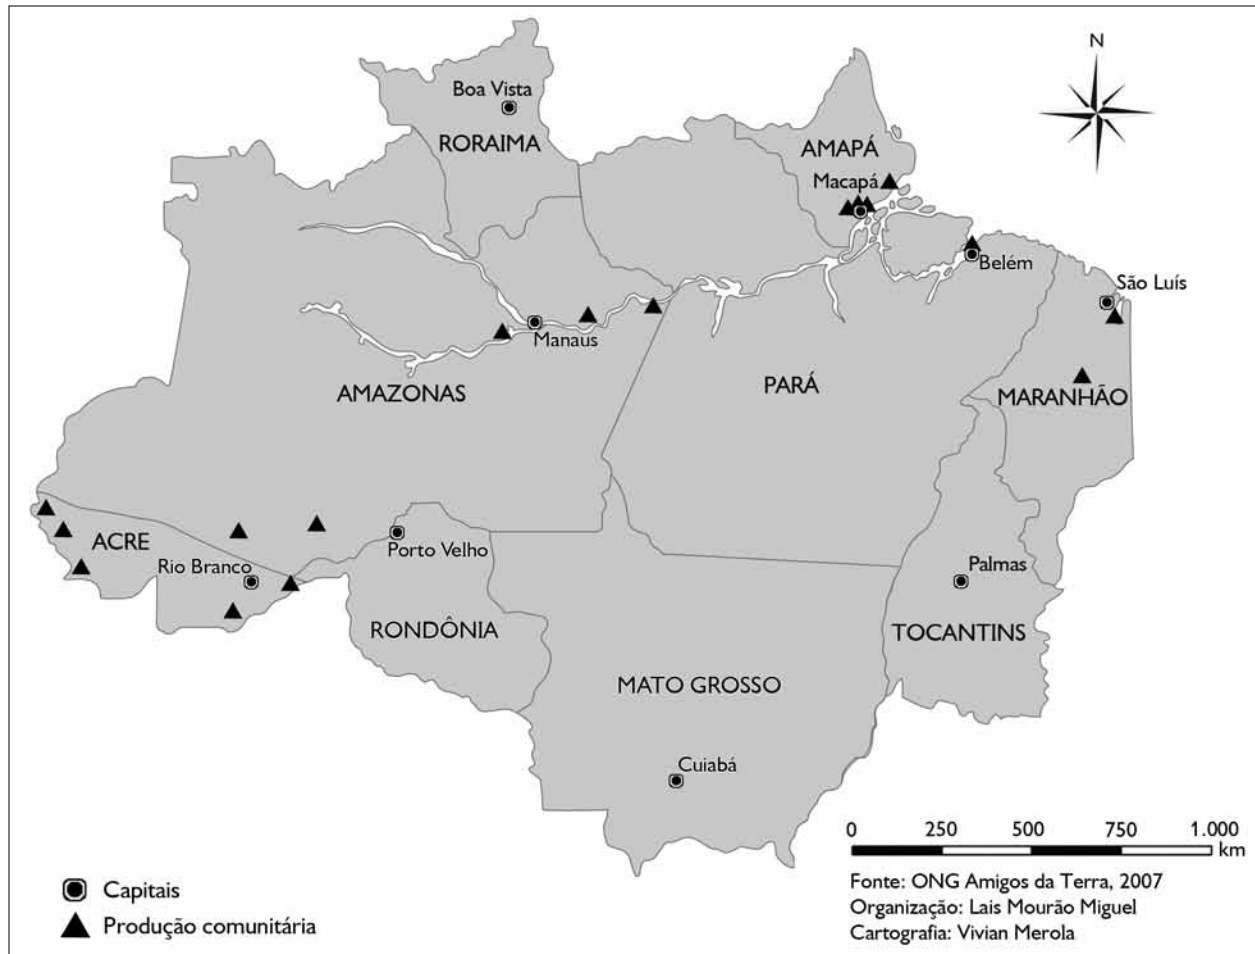 N
Boa Vista
RORAIMA
AMAPÁ
Macapá
Belém
São Luís
Manaus
AMAZONAS
PARÁ
MARANHÃO
ACRE
Rio Branco
Porto Velho
Palmas
RONDÔNIA
TOCANTINS
MATO GROSSO
Cuiabá
0 250 500 750 1.000
km
Capitais
Produção comunitária
Fonte: ONG Amigos da Terra, 2007
Organização: Lais Mourão Miguel
Cartografia: Vivian Merola